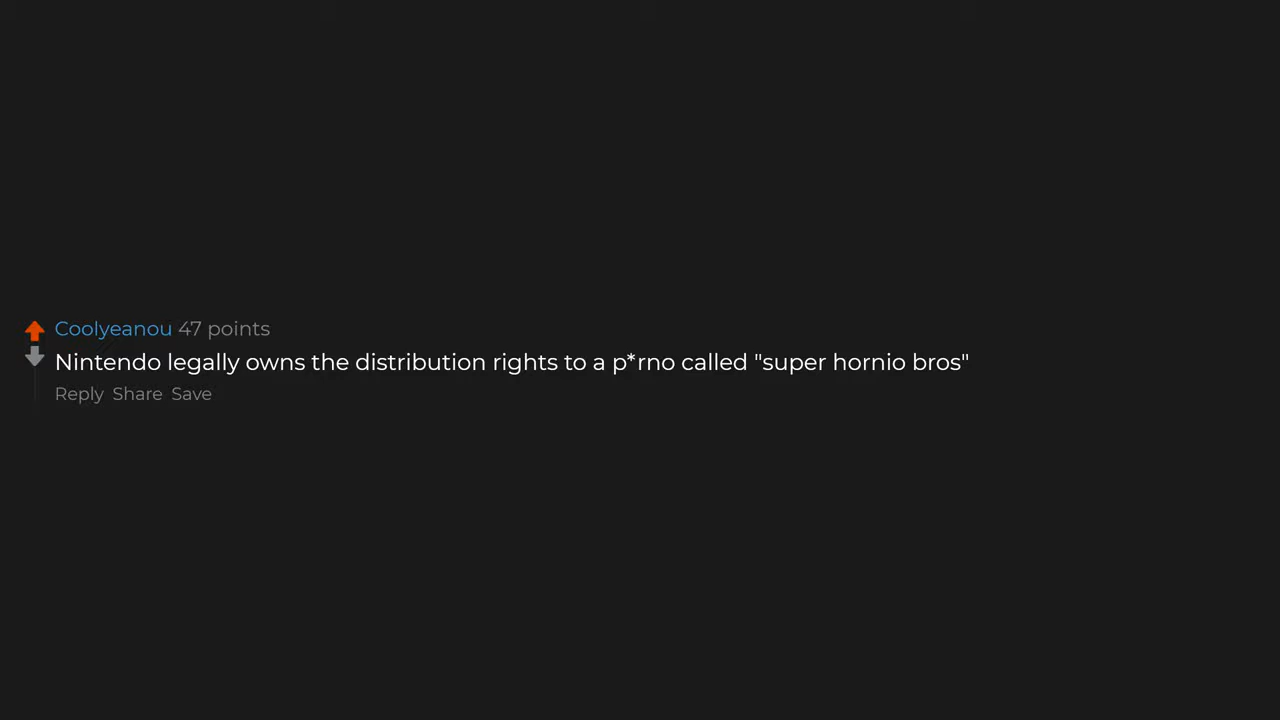 Coolyeanou 47 points
Nintendo legally owns the distribution rights to a p*rno called "super hornio bros"
Reply Share Save